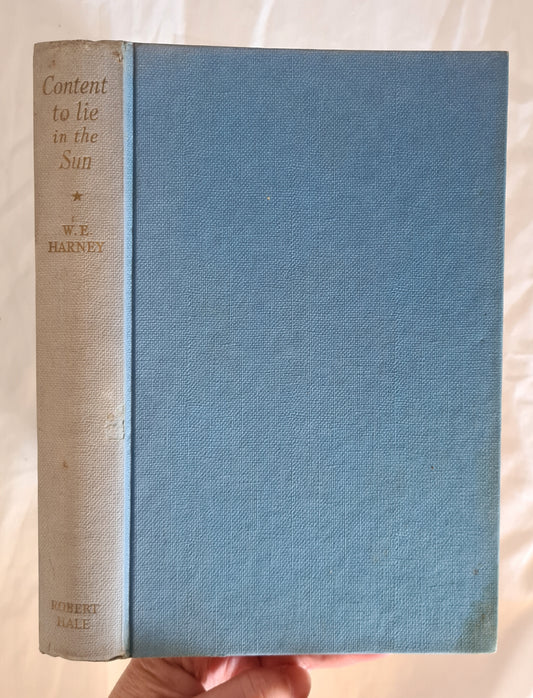 Content
to lie
in the
Sun
W. E.
HARNEY
ROBERT
HALE